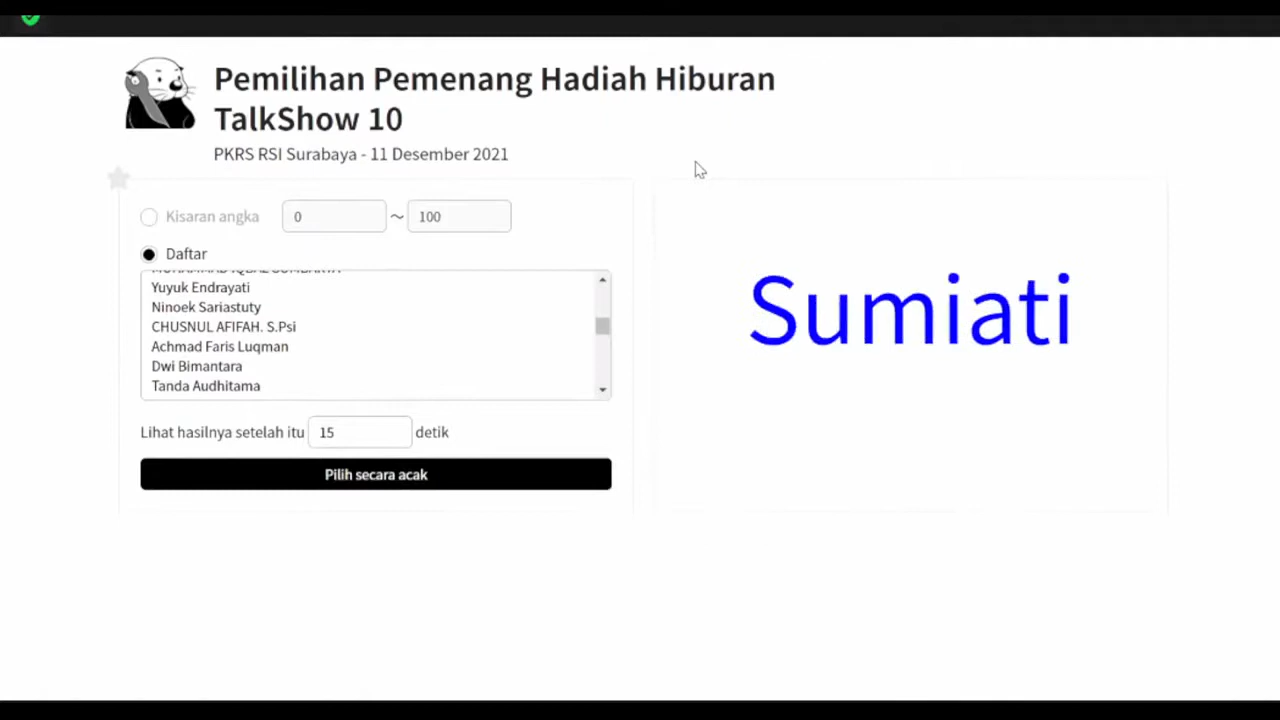 Pemilihan Pemenang Hadiah Hiburan
TalkShow 10
PKRS RSI Surabaya - 11 Desember 2021
Kisaran angka 0 ~ 100
Daftar
Yuyuk Endrayati
Ninoek Sariastuty
CHUSNUL AFIFAH. S.Psi
Achmad Faris Luqman
Dwi Bimantara
Tanda Audhitama
Lihat hasilnya setelah itu 15 detik
Pilih secara acak
Sumiati